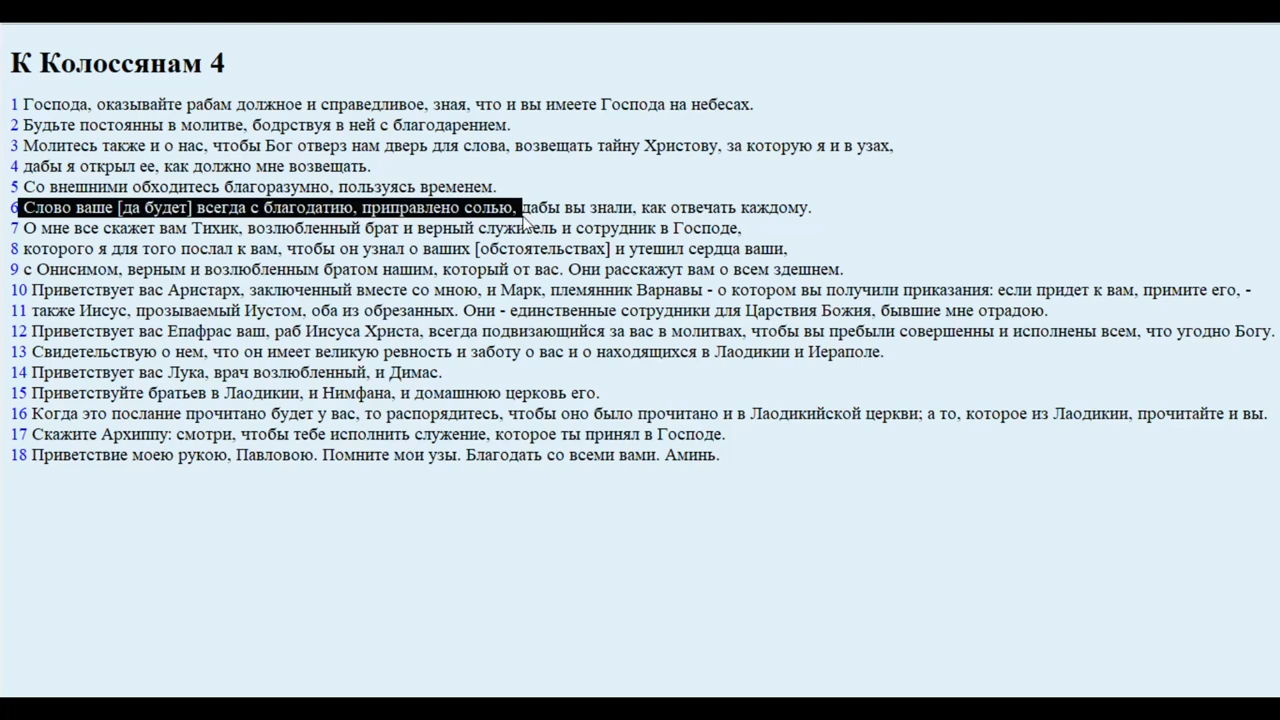 К Колоссянам 4
1 Господа, оказывайте рабам должное и справедливое, зная, что и вы имеете Господа на небесах.
2 Будьте постоянны в молитве, бодрствуя в ней с благодарением.
3 Молитесь также и о нас, чтобы Бог отверз нам дверь для слова, возвещать тайну Христову, за которую я и в узах,
4 дабы я открыл ее, как должно мне возвещать.
5 Со внешними обходитесь благоразумно, пользуясь временем.
6 Слово ваше [да будет] всегда с благодатию, приправлено солью, дабы вы знали, как отвечать каждому.
7 О мне все скажет вам Тихик, возлюбленный брат и верный служитель и сотрудник в Господе,
8 которого я для того послал к вам, чтобы он узнал о ваших [обстоятельствах] и утешил сердца ваши,
9 с Онисимом, верным и возлюбленным братом нашим, который от вас. Они расскажут вам о всем здешнем.
10 Приветствует вас Аристарх, заключенный вместе со мною, и Марк, племянник Варнавы - о котором вы получили приказания: если придет к вам, примите его, -
11 также Иисус, прозываемый Иустом, оба из обрезанных. Они - единственные сотрудники для Царствия Божия, бывшие мне отрадою.
12 Приветствует вас Епафрас ваш, раб Иисуса Христа, всегда подвизающийся за вас в молитвах, чтобы вы пребыли совершенны и исполнены всем, что угодно Богу.
13 Свидетельствую о нем, что он имеет великую ревность и заботу о вас и о находящихся в Лаодикии и Иераполе.
14 Приветствует вас Лука, врач возлюбленный, и Димас.
15 Приветствуйте братьев в Лаодикии, и Нимфана, и домашнюю церковь его.
16 Когда это послание прочитано будет у вас, то распорядитесь, чтобы оно было прочитано и в Лаодикийской церкви; а то, которое из Лаодикии, прочитайте и вы.
17 Скажите Архиппу: смотри, чтобы тебе исполнить служение, которое ты принял в Господе.
18 Приветствие моею рукою, Павловою. Помните мои узы. Благодать со всеми вами. Аминь.